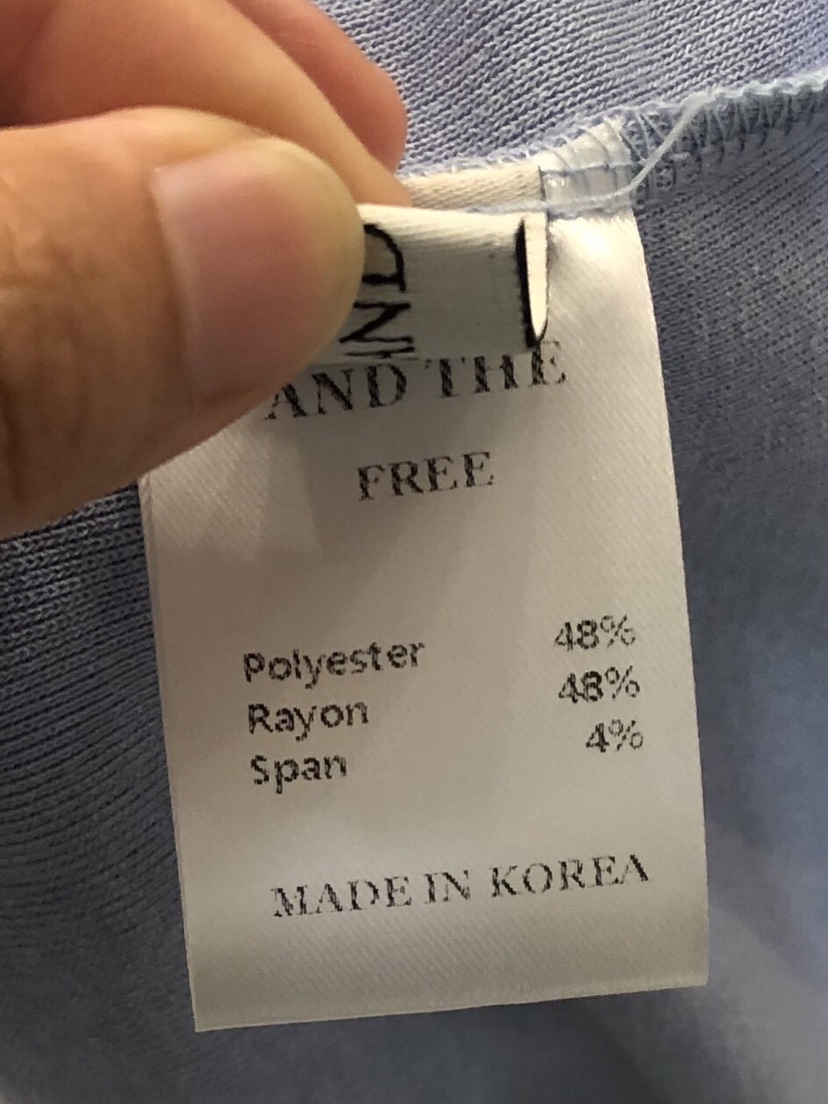 AND THE
FREE
Polyester 48%
Rayon 48%
Span 4%
MADE IN KOREA